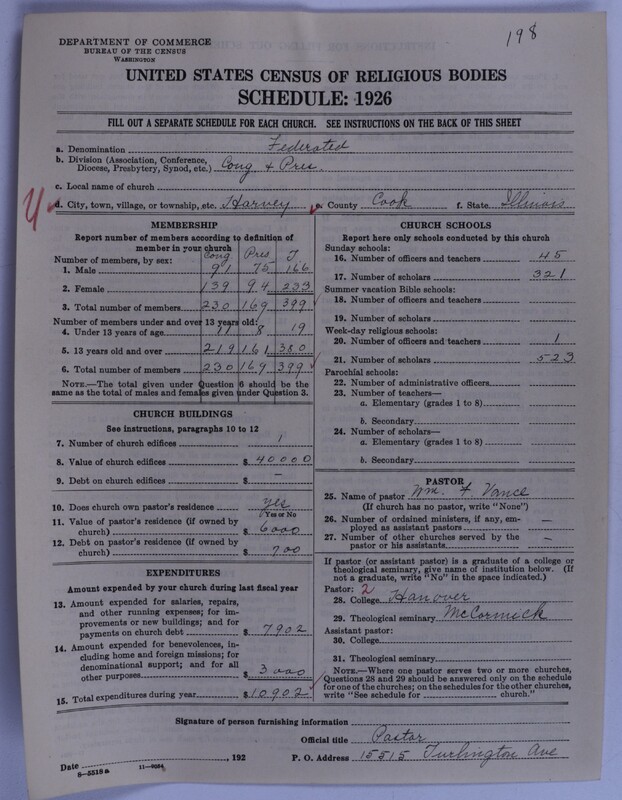 198
DEPARTMENT OF COMMERCE
BUREAU OF THE CENSUS
WASHINGTON
UNITED STATES CENSUS OF RELIGIOUS BODIES
SCHEDULE: 1926
FILL OUT A SEPARATE SCHEDULE FOR EACH CHURCH. SEE INSTRUCTIONS ON THE BACK OF THIS SHEET
a. Denomination Federated
b. Division (Association, Conference, Diocese, Presbytery, Synod, etc.) Cong & Pres.
c. Local name of church
d. City, town, village, or township, etc. Harvey e. County Cook f. State Illinois
MEMBERSHIP
Report number of members according to definition of
member in your church
Cong Pres T
Number of members, by sex:
1. Male 91 75 166
2. Female 139 94 233
3. Total number of members 230 169 399
Number of members under and over 13 years old:
4. Under 13 years of age 11 8 19
5. 13 years old and over 219 161 380
6. Total number of members 230 169 399
NOTE.—The total given under Question 6 should be
same as the total of males and females given under Question 3.
CHURCH BUILDINGS
See instructions, paragraphs 10 to 12
7. Number of church edifices 1
8. Value of church edifices $ 40000
9. Debt on church edifices $ —
10. Does church own pastor's residence yes
(Yes or No)
11. Value of pastor's residence (if owned by
church) $ 6000
12. Debt on pastor's residence (if owned by
church) $ 700
EXPENDITURES
Amount expended by your church during last fiscal year
13. Amount expended for salaries, repairs,
and other running expenses; for im-
provements or new buildings; and for
payments on church debt $ 7902
14. Amount expended for benevolences, in-
cluding home and foreign missions; for
denominational support; and for all
other purposes $ 3000
15. Total expenditures during year $ 10902
CHURCH SCHOOLS
Report here only schools conducted by this church
Sunday schools:
16. Number of officers and teachers 45
17. Number of scholars 321
Summer vacation Bible schools:
18. Number of officers and teachers
19. Number of scholars
Week-day religious schools:
20. Number of officers and teachers 1
21. Number of scholars 523
Parochial schools:
22. Number of administrative officers
23. Number of teachers—
a. Elementary (grades 1 to 8)
b. Secondary
24. Number of scholars—
a. Elementary (grades 1 to 8)
b. Secondary
PASTOR
25. Name of pastor Wm. F Vance
(If church has no pastor, write "None")
26. Number of ordained ministers, if any, em-
ployed as assistant pastors —
27. Number of other churches served by the
pastor or his assistants —
If pastor (or assistant pastor) is a graduate of a college or
theological seminary, give name of institution below. (If
not a graduate, write "No" in the space indicated.)
Pastor: 2
28. College Hanover
29. Theological seminary McCormick
Assistant pastor:
30. College
31. Theological seminary
NOTE.—Where one pastor serves two or more churches,
Questions 28 and 29 should be answered only on the schedule
for one of the churches; on the schedules for the other churches,
write "See schedule for church."
Signature of person furnishing information
Official title Pastor
Date , 192 P. O. Address 15515 Turlington Ave
8—5518a 11—9064